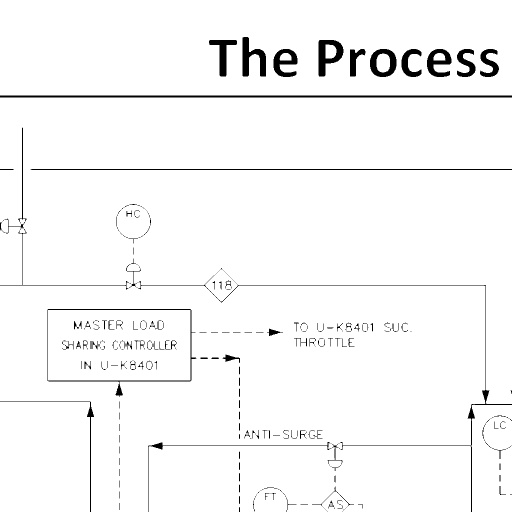 The Process
HC
118
MASTER LOAD
SHARING CONTROLLER
IN U-K8401
TO U-K8401 SUC.
THROTTLE
ANTI-SURGE
LC
FT
AS